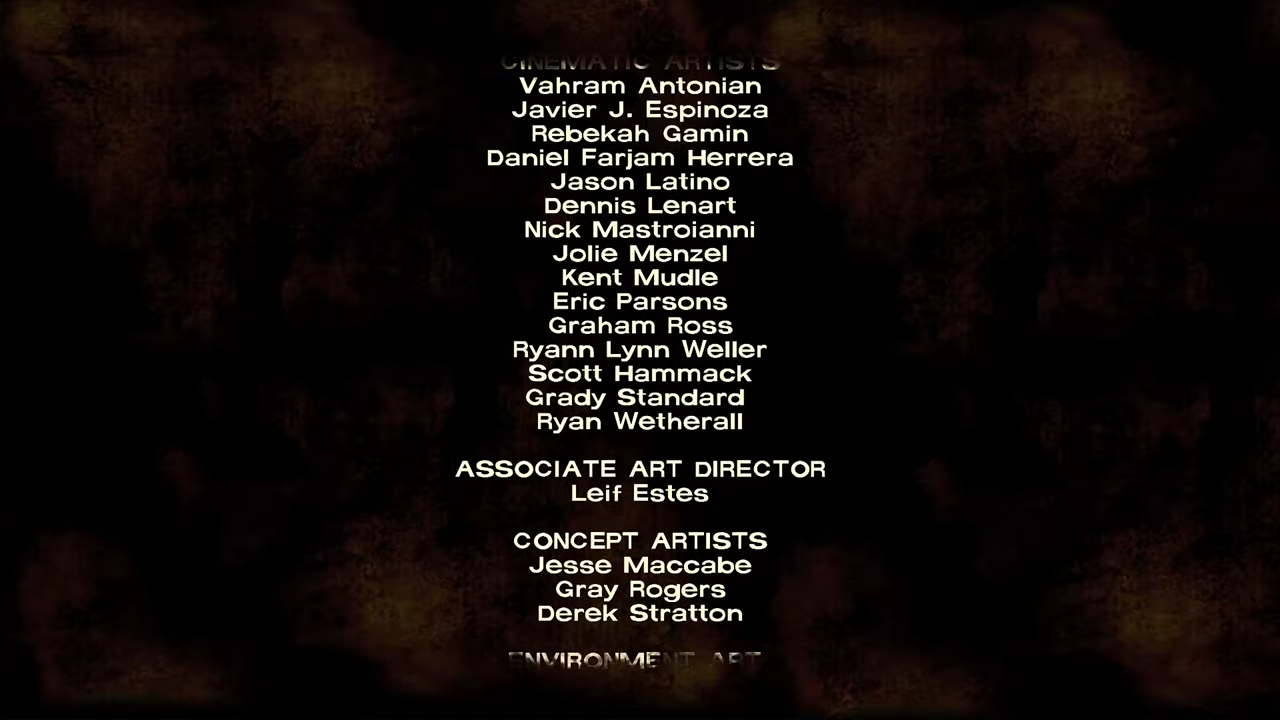 CINEMATIC ARTISTS
Vahram Antonian
Javier J. Espinoza
Rebekah Gamin
Daniel Farjam Herrera
Jason Latino
Dennis Lenart
Nick Mastroianni
Jolie Menzel
Kent Mudle
Eric Parsons
Graham Ross
Ryann Lynn Weller
Scott Hammack
Grady Standard
Ryan Wetherall
ASSOCIATE ART DIRECTOR
Leif Estes
CONCEPT ARTISTS
Jesse Maccabe
Gray Rogers
Derek Stratton
ENVIRONMENT ART